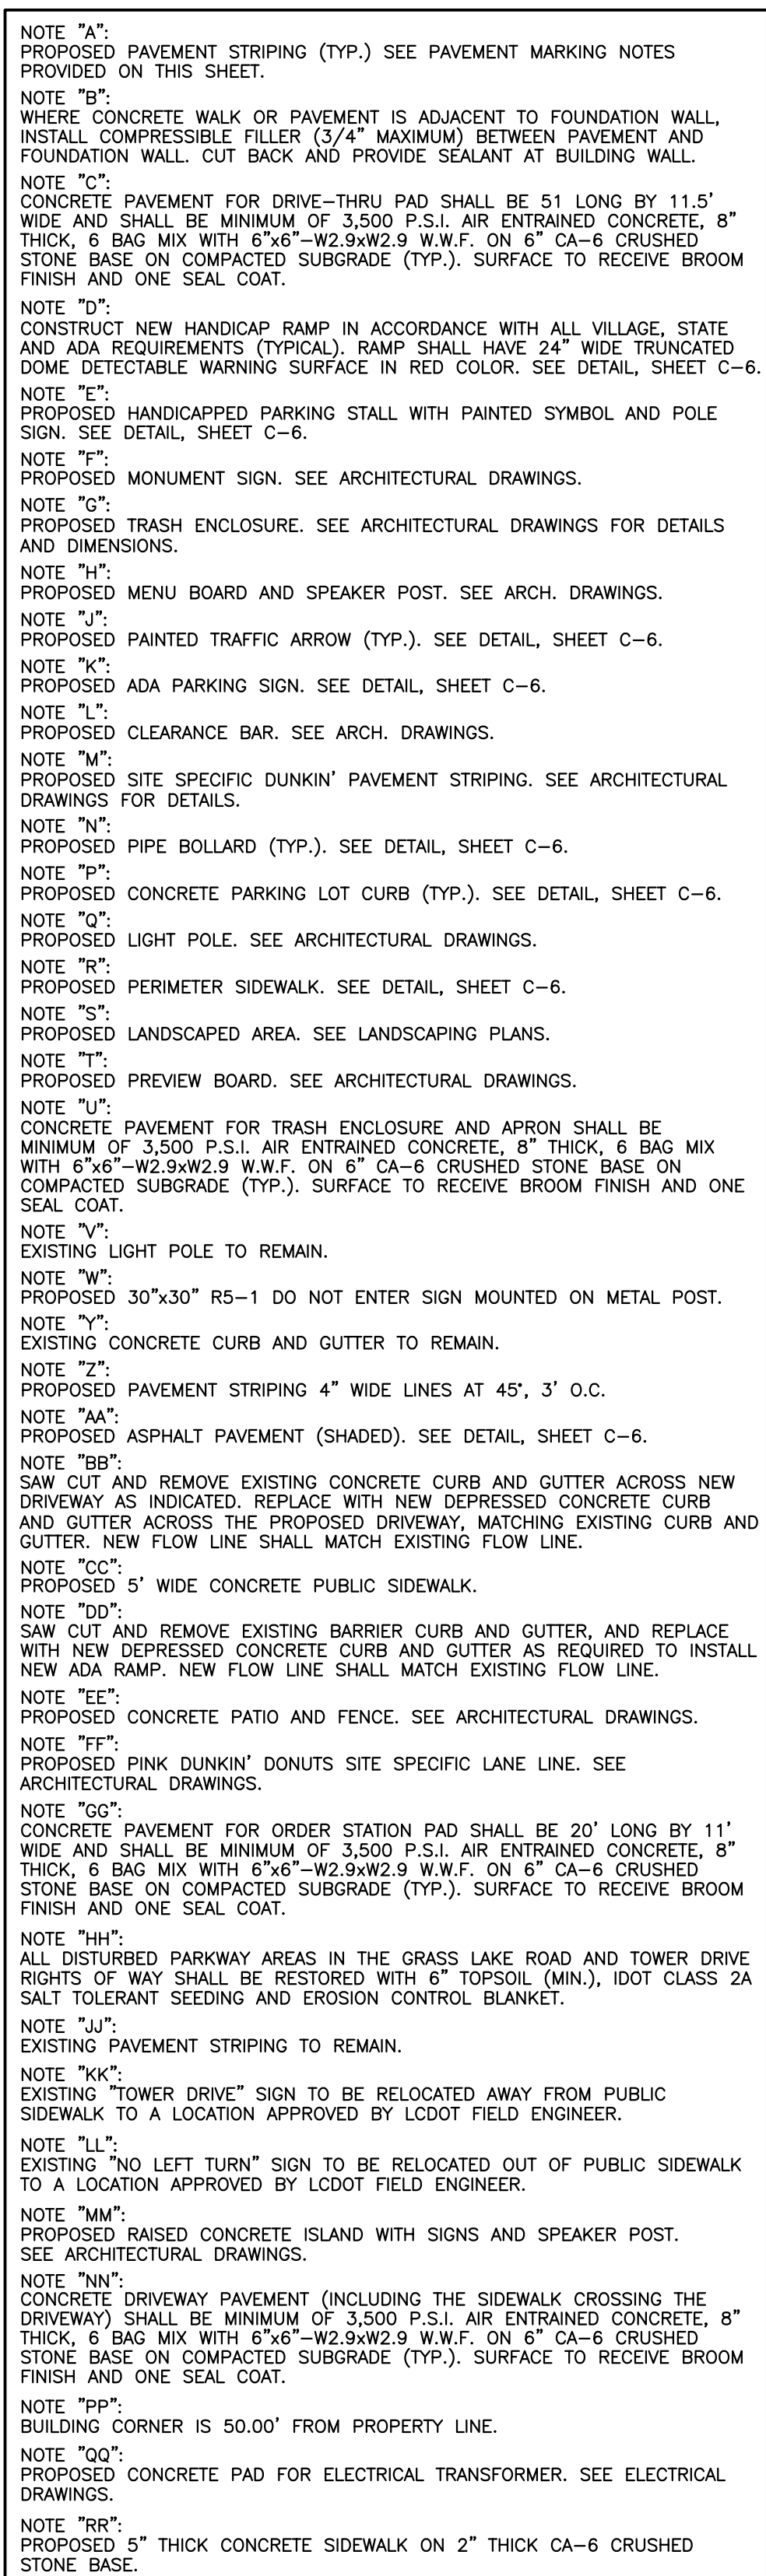 NOTE "A":
PROPOSED PAVEMENT STRIPING (TYP.) SEE PAVEMENT MARKING NOTES
PROVIDED ON THIS SHEET.
NOTE "B":
WHERE CONCRETE WALK OR PAVEMENT IS ADJACENT TO FOUNDATION WALL,
INSTALL COMPRESSIBLE FILLER (3/4" MAXIMUM) BETWEEN PAVEMENT AND
FOUNDATION WALL. CUT BACK AND PROVIDE SEALANT AT BUILDING WALL.
NOTE "C":
CONCRETE PAVEMENT FOR DRIVE-THRU PAD SHALL BE 51 LONG BY 11.5'
WIDE AND SHALL BE MINIMUM OF 3,500 P.S.I. AIR ENTRAINED CONCRETE, 8"
THICK, 6 BAG MIX WITH 6"x6"-W2.9xW2.9 W.W.F. ON 6" CA-6 CRUSHED
STONE BASE ON COMPACTED SUBGRADE (TYP.). SURFACE TO RECEIVE BROOM
FINISH AND ONE SEAL COAT.
NOTE "D":
CONSTRUCT NEW HANDICAP RAMP IN ACCORDANCE WITH ALL VILLAGE, STATE
AND ADA REQUIREMENTS (TYPICAL). RAMP SHALL HAVE 24" WIDE TRUNCATED
DOME DETECTABLE WARNING SURFACE IN RED COLOR. SEE DETAIL, SHEET C-6.
NOTE "E":
PROPOSED HANDICAPPED PARKING STALL WITH PAINTED SYMBOL AND POLE
SIGN. SEE DETAIL, SHEET C-6.
NOTE "F":
PROPOSED MONUMENT SIGN. SEE ARCHITECTURAL DRAWINGS.
NOTE "G":
PROPOSED TRASH ENCLOSURE. SEE ARCHITECTURAL DRAWINGS FOR DETAILS
AND DIMENSIONS.
NOTE "H":
PROPOSED MENU BOARD AND SPEAKER POST. SEE ARCH. DRAWINGS.
NOTE "J":
PROPOSED PAINTED TRAFFIC ARROW (TYP.). SEE DETAIL, SHEET C-6.
NOTE "K":
PROPOSED ADA PARKING SIGN. SEE DETAIL, SHEET C-6.
NOTE "L":
PROPOSED CLEARANCE BAR. SEE ARCH. DRAWINGS.
NOTE "M":
PROPOSED SITE SPECIFIC DUNKIN' PAVEMENT STRIPING. SEE ARCHITECTURAL
DRAWINGS FOR DETAILS.
NOTE "N":
PROPOSED PIPE BOLLARD (TYP.). SEE DETAIL, SHEET C-6.
NOTE "P":
PROPOSED CONCRETE PARKING LOT CURB (TYP.). SEE DETAIL, SHEET C-6.
NOTE "Q":
PROPOSED LIGHT POLE. SEE ARCHITECTURAL DRAWINGS.
NOTE "R":
PROPOSED PERIMETER SIDEWALK. SEE DETAIL, SHEET C-6.
NOTE "S":
PROPOSED LANDSCAPED AREA. SEE LANDSCAPING PLANS.
NOTE "T":
PROPOSED PREVIEW BOARD. SEE ARCHITECTURAL DRAWINGS.
NOTE "U":
CONCRETE PAVEMENT FOR TRASH ENCLOSURE AND APRON SHALL BE
MINIMUM OF 3,500 P.S.I. AIR ENTRAINED CONCRETE, 8" THICK, 6 BAG MIX
WITH 6"x6"-W2.9xW2.9 W.W.F. ON 6" CA-6 CRUSHED STONE BASE ON
COMPACTED SUBGRADE (TYP.). SURFACE TO RECEIVE BROOM FINISH AND ONE
SEAL COAT.
NOTE "V":
EXISTING LIGHT POLE TO REMAIN.
NOTE "W":
PROPOSED 30"x30" R5-1 DO NOT ENTER SIGN MOUNTED ON METAL POST.
NOTE "Y":
EXISTING CONCRETE CURB AND GUTTER TO REMAIN.
NOTE "Z":
PROPOSED PAVEMENT STRIPING 4" WIDE LINES AT 45°, 3' O.C.
NOTE "AA":
PROPOSED ASPHALT PAVEMENT (SHADED). SEE DETAIL, SHEET C-6.
NOTE "BB":
SAW CUT AND REMOVE EXISTING CONCRETE CURB AND GUTTER ACROSS NEW
DRIVEWAY AS INDICATED. REPLACE WITH NEW DEPRESSED CONCRETE CURB
AND GUTTER ACROSS THE PROPOSED DRIVEWAY, MATCHING EXISTING CURB AND
GUTTER. NEW FLOW LINE SHALL MATCH EXISTING FLOW LINE.
NOTE "CC":
PROPOSED 5' WIDE CONCRETE PUBLIC SIDEWALK.
NOTE "DD":
SAW CUT AND REMOVE EXISTING BARRIER CURB AND GUTTER, AND REPLACE
WITH NEW DEPRESSED CONCRETE CURB AND GUTTER AS REQUIRED TO INSTALL
NEW ADA RAMP. NEW FLOW LINE SHALL MATCH EXISTING FLOW LINE.
NOTE "EE":
PROPOSED CONCRETE PATIO AND FENCE. SEE ARCHITECTURAL DRAWINGS.
NOTE "FF":
PROPOSED PINK DUNKIN' DONUTS SITE SPECIFIC LANE LINE. SEE
ARCHITECTURAL DRAWINGS.
NOTE "GG":
CONCRETE PAVEMENT FOR ORDER STATION PAD SHALL BE 20' LONG BY 11'
WIDE AND SHALL BE MINIMUM OF 3,500 P.S.I. AIR ENTRAINED CONCRETE, 8"
THICK, 6 BAG MIX WITH 6"x6"-W2.9xW2.9 W.W.F. ON 6" CA-6 CRUSHED
STONE BASE ON COMPACTED SUBGRADE (TYP.). SURFACE TO RECEIVE BROOM
FINISH AND ONE SEAL COAT.
NOTE "HH":
ALL DISTURBED PARKWAY AREAS IN THE GRASS LAKE ROAD AND TOWER DRIVE
RIGHTS OF WAY SHALL BE RESTORED WITH 6" TOPSOIL (MIN.), IDOT CLASS 2A
SALT TOLERANT SEEDING AND EROSION CONTROL BLANKET.
NOTE "JJ":
EXISTING PAVEMENT STRIPING TO REMAIN.
NOTE "KK":
EXISTING "TOWER DRIVE" SIGN TO BE RELOCATED AWAY FROM PUBLIC
SIDEWALK TO A LOCATION APPROVED BY LCDOT FIELD ENGINEER.
NOTE "LL":
EXISTING "NO LEFT TURN" SIGN TO BE RELOCATED OUT OF PUBLIC SIDEWALK
TO A LOCATION APPROVED BY LCDOT FIELD ENGINEER.
NOTE "MM":
PROPOSED RAISED CONCRETE ISLAND WITH SIGNS AND SPEAKER POST.
SEE ARCHITECTURAL DRAWINGS.
NOTE "NN":
CONCRETE DRIVEWAY PAVEMENT (INCLUDING THE SIDEWALK CROSSING THE
DRIVEWAY) SHALL BE MINIMUM OF 3,500 P.S.I. AIR ENTRAINED CONCRETE, 8"
THICK, 6 BAG MIX WITH 6"x6"-W2.9xW2.9 W.W.F. ON 6" CA-6 CRUSHED
STONE BASE ON COMPACTED SUBGRADE (TYP.). SURFACE TO RECEIVE BROOM
FINISH AND ONE SEAL COAT.
NOTE "PP":
BUILDING CORNER IS 50.00' FROM PROPERTY LINE.
NOTE "QQ":
PROPOSED CONCRETE PAD FOR ELECTRICAL TRANSFORMER. SEE ELECTRICAL
DRAWINGS.
NOTE "RR":
PROPOSED 5" THICK CONCRETE SIDEWALK ON 2" THICK CA-6 CRUSHED
STONE BASE.